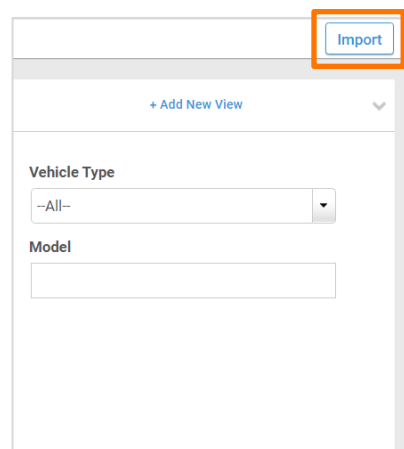 Import
+ Add New View
Vehicle Type
--All--
Model